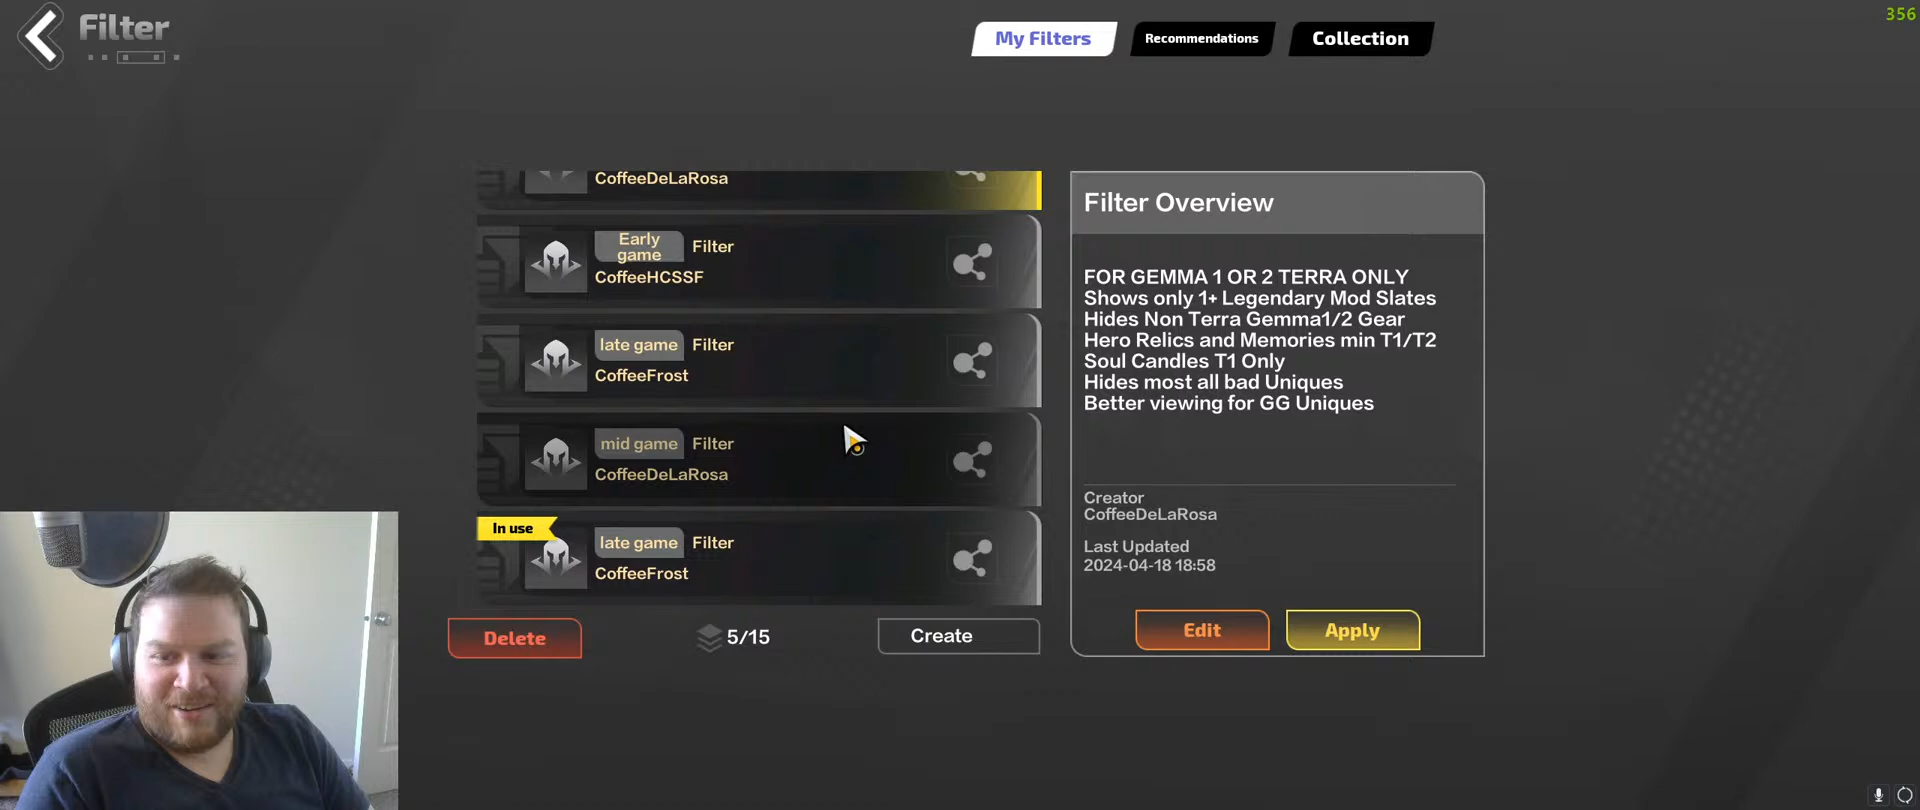 Filter
My Filters
Recommendations
Collection
356
CoffeeDeLaRosa
Early game Filter
CoffeeHCSSF
late game Filter
CoffeeFrost
mid game Filter
CoffeeDeLaRosa
In use
late game Filter
CoffeeFrost
Delete
5/15
Create
Filter Overview
FOR GEMMA 1 OR 2 TERRA ONLY
Shows only 1+ Legendary Mod Slates
Hides Non Terra Gemma1/2 Gear
Hero Relics and Memories min T1/T2
Soul Candles T1 Only
Hides most all bad Uniques
Better viewing for GG Uniques
Creator
CoffeeDeLaRosa
Last Updated
2024-04-18 18:58
Edit
Apply